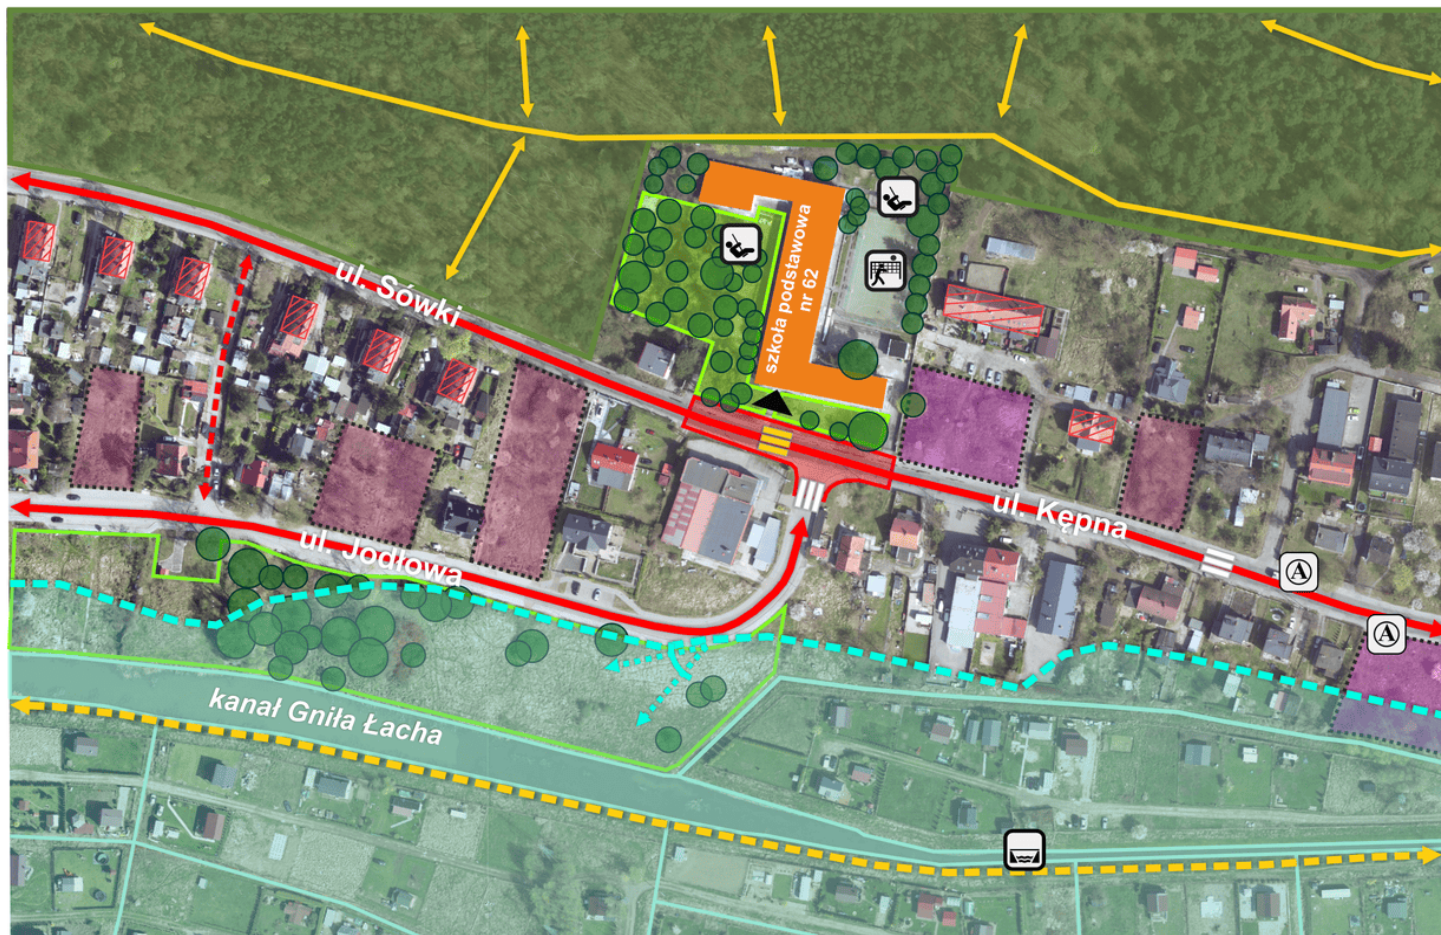 ul. Sówki
szkoła podstawowa
nr 62
ul. Kępna
ul. Jodłowa
A
A
kanał Gniła Łacha